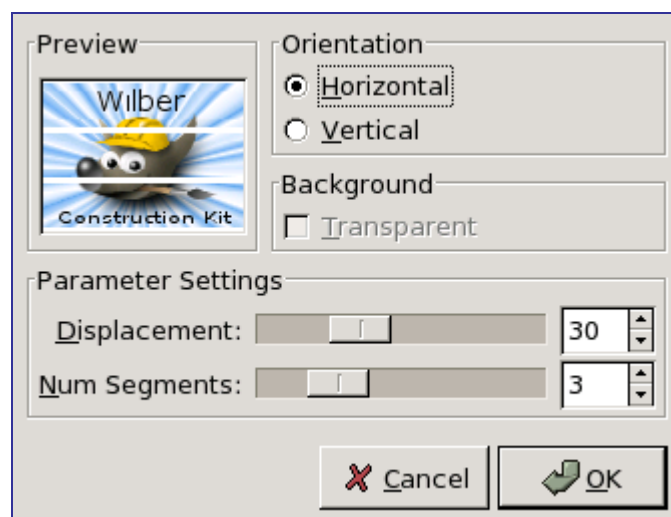 Preview
Wilber
Construction Kit
Orientation
Horizontal
Vertical
Background
Transparent
Parameter Settings
Displacement: 30
Num Segments: 3
Cancel
OK